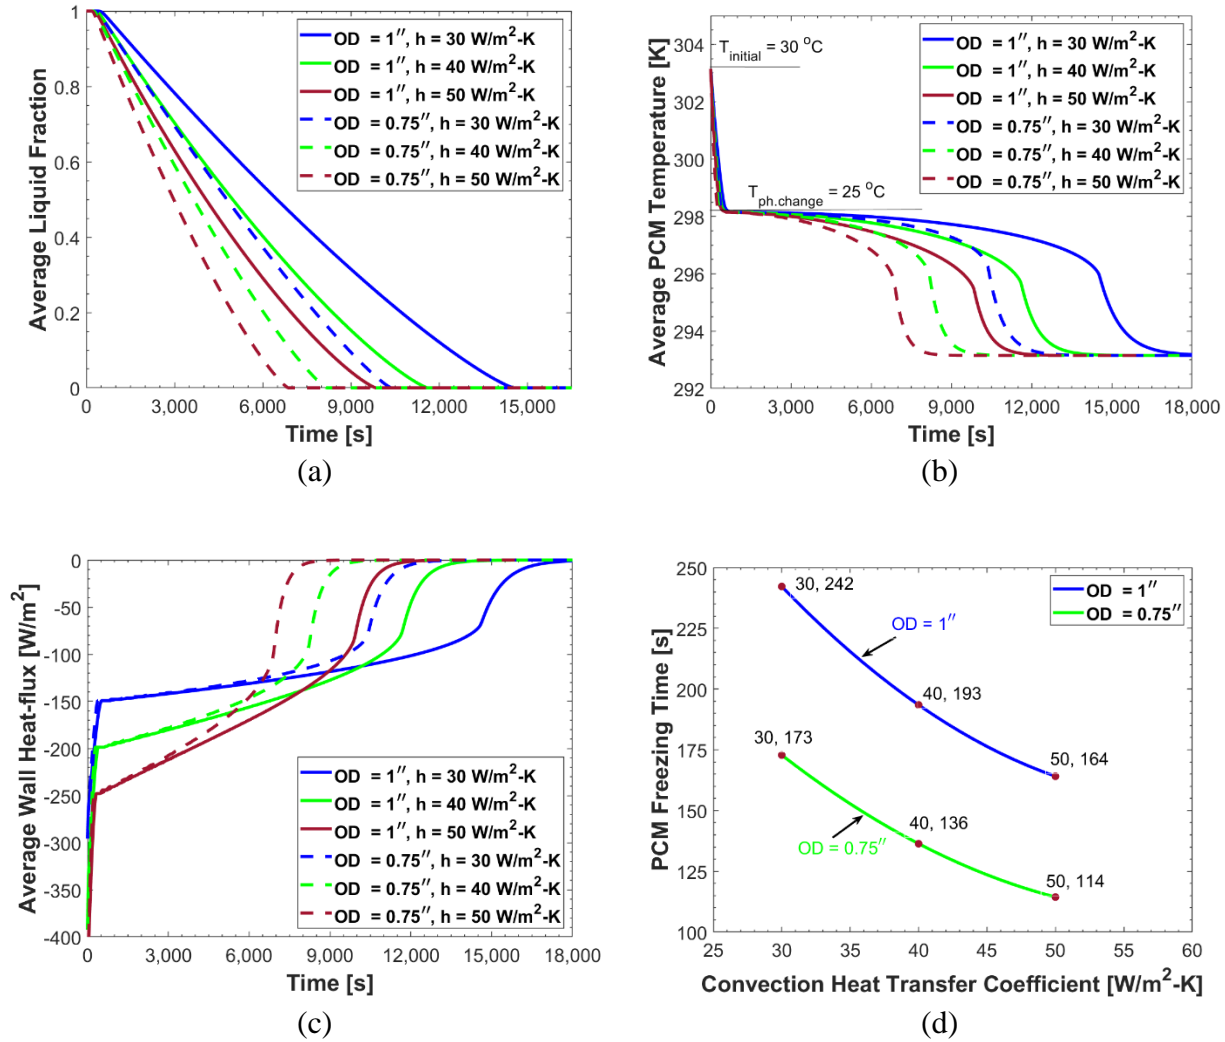 OD = 1′′, h = 30 W/m²-K
OD = 1′′, h = 40 W/m²-K
OD = 1′′, h = 50 W/m²-K
OD = 0.75′′, h = 30 W/m²-K
OD = 0.75′′, h = 40 W/m²-K
OD = 0.75′′, h = 50 W/m²-K
Average Liquid Fraction
1
0.8
0.6
0.4
0.2
0
0 3,000 6,000 9,000 12,000 15,000
Time [s]
(a)
T_initial = 30 °C
OD = 1′′, h = 30 W/m²-K
OD = 1′′, h = 40 W/m²-K
OD = 1′′, h = 50 W/m²-K
OD = 0.75′′, h = 30 W/m²-K
OD = 0.75′′, h = 40 W/m²-K
OD = 0.75′′, h = 50 W/m²-K
T_ph.change = 25 °C
Average PCM Temperature [K]
304
302
300
298
296
294
292
0 3,000 6,000 9,000 12,000 15,000 18,000
Time [s]
(b)
Average Wall Heat-flux [W/m²]
0
-50
-100
-150
-200
-250
-300
-350
-400
OD = 1′′, h = 30 W/m²-K
OD = 1′′, h = 40 W/m²-K
OD = 1′′, h = 50 W/m²-K
OD = 0.75′′, h = 30 W/m²-K
OD = 0.75′′, h = 40 W/m²-K
OD = 0.75′′, h = 50 W/m²-K
0 3,000 6,000 9,000 12,000 15,000 18,000
Time [s]
(c)
PCM Freezing Time [s]
250
225
200
175
150
125
100
OD = 1′′
OD = 0.75′′
30, 242
OD = 1′′
40, 193
30, 173
50, 164
40, 136
OD = 0.75′′
50, 114
25 30 35 40 45 50 55 60
Convection Heat Transfer Coefficient [W/m²-K]
(d)